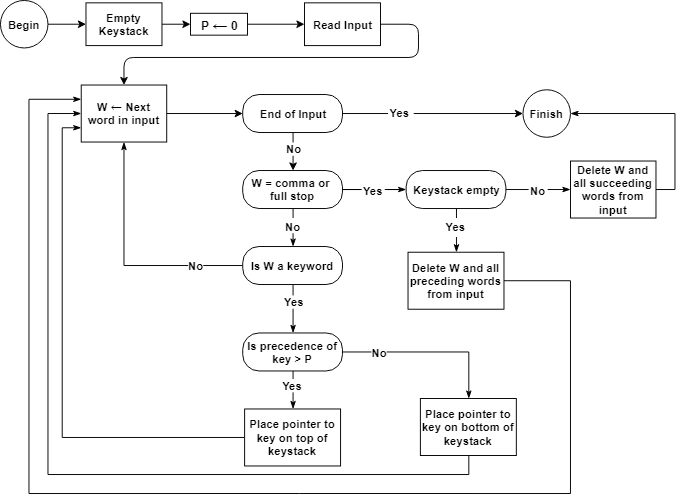 Begin
Empty
Keystack
P ← 0
Read Input
W ← Next
word in input
End of Input
Yes
Finish
No
W = comma or
full stop
Yes
Keystack empty
No
Delete W and
all succeeding
words from
input
No
Yes
Is W a keyword
No
Delete W and all
preceding words
from input
Yes
Is precedence of
key > P
No
Yes
Place pointer to
key on top of
keystack
Place pointer to
key on bottom of
keystack